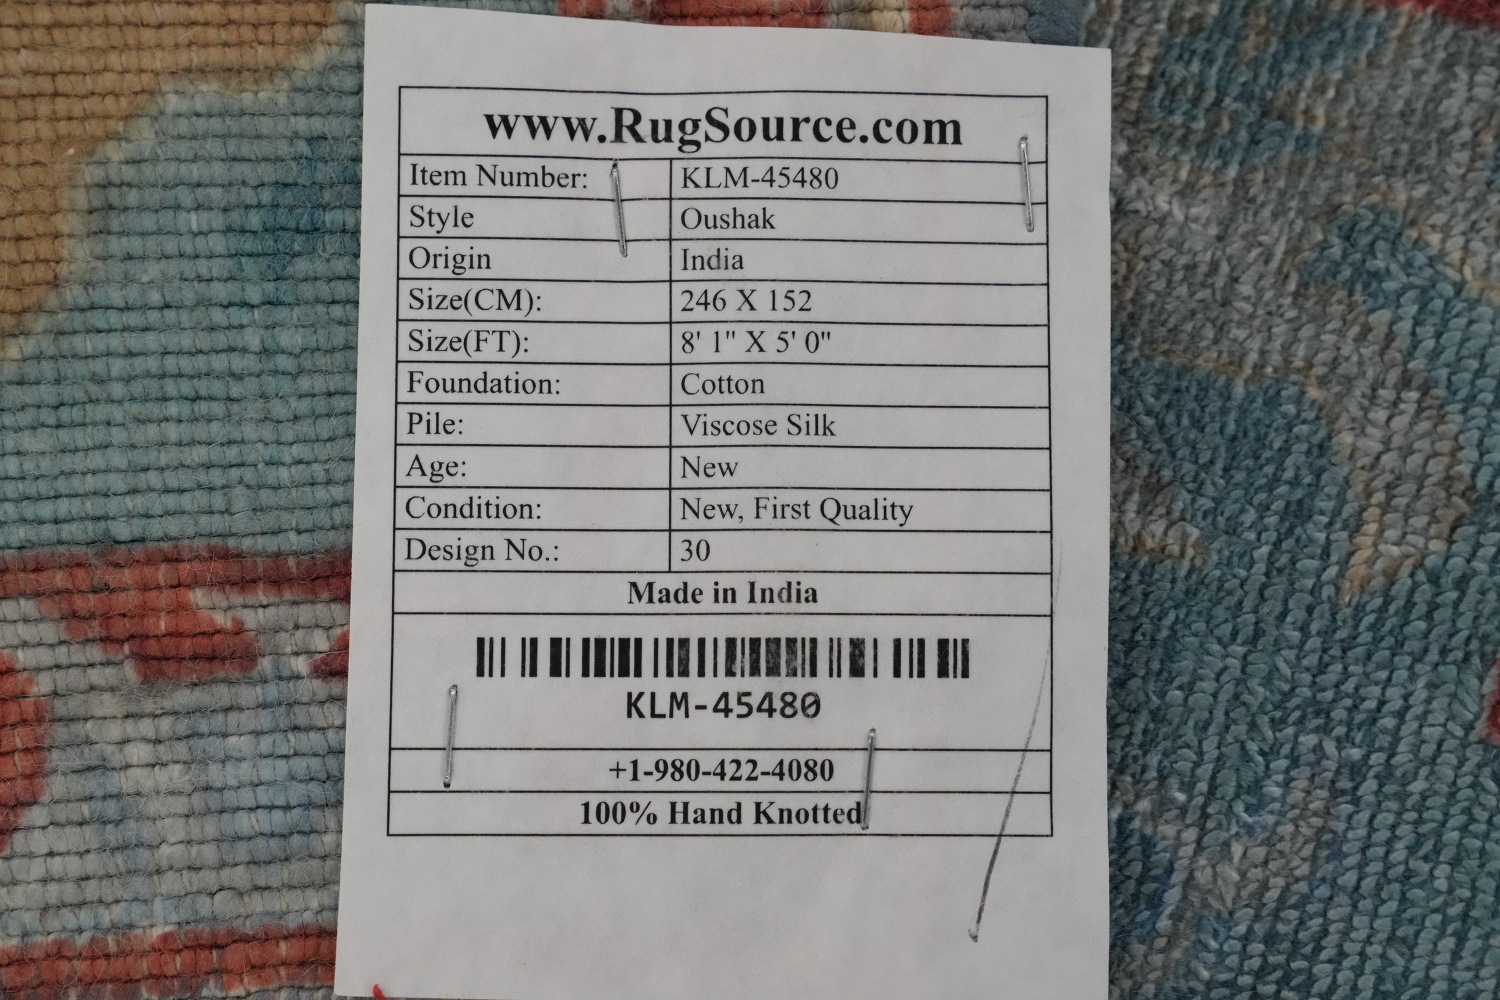 www.RugSource.com
Item Number: KLM-45480
Style Oushak
Origin India
Size(CM): 246 X 152
Size(FT): 8' 1" X 5' 0"
Foundation: Cotton
Pile: Viscose Silk
Age: New
Condition: New, First Quality
Design No.: 30
Made in India
KLM-45480
+1-980-422-4080
100% Hand Knotted